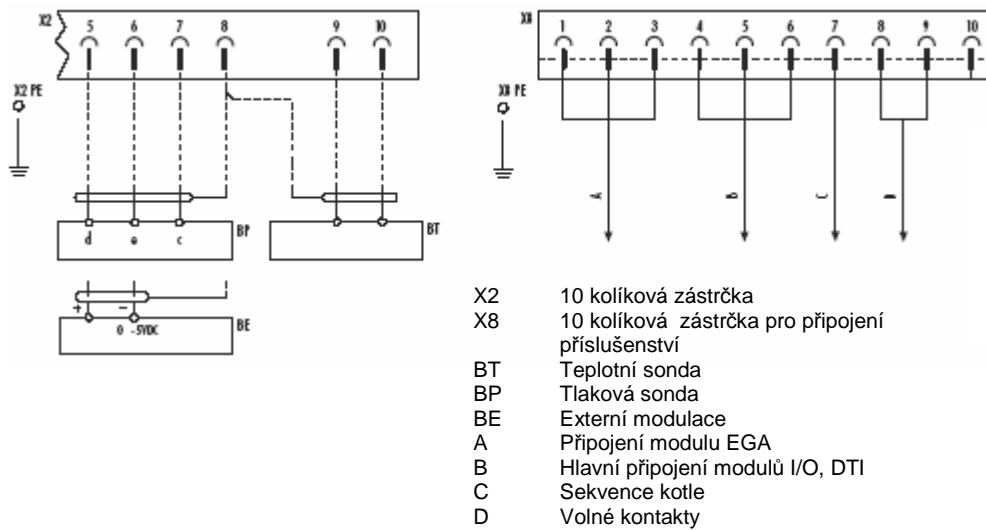 X2 5 6 7 8 9 10
X8 1 2 3 4 5 6 7 8 9 10
X2 PE
X8 PE
A B C D
d e c BP
BT
+ -
0 -5VDC BE
X2 10 kolíková zástrčka
X8 10 kolíková zástrčka pro připojení
příslušenství
BT Teplotní sonda
BP Tlaková sonda
BE Externí modulace
A Připojení modulu EGA
B Hlavní připojení modulů I/O, DTI
C Sekvence kotle
D Volné kontakty